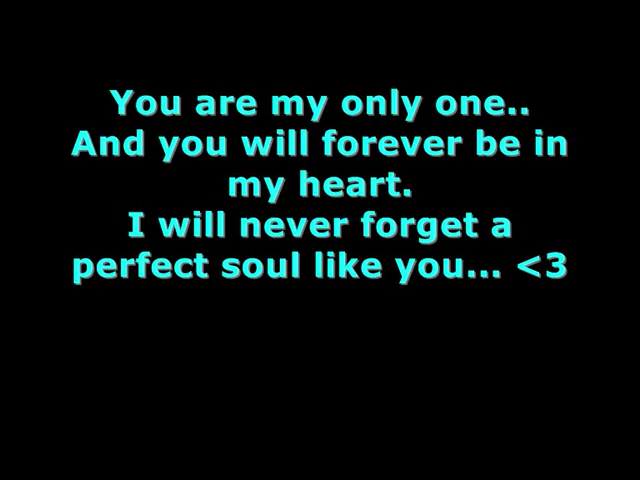 You are my only one..
And you will forever be in
my heart.
I will never forget a
perfect soul like you... <3